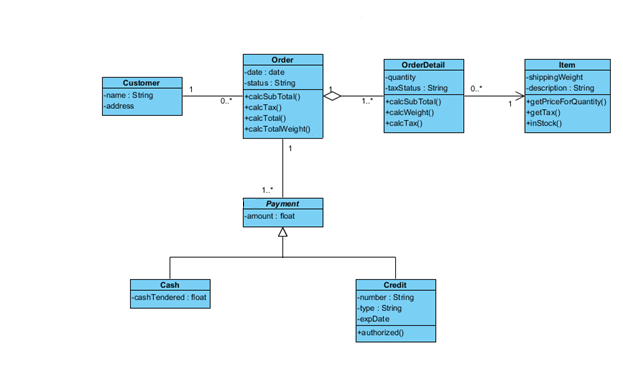 Customer
-name : String
-address
1
0..*
Order
-date : date
-status : String
+calcSubTotal()
+calcTax()
+calcTotal()
+calcTotalWeight()
1
1..*
OrderDetail
-quantity
-taxStatus : String
+calcSubTotal()
+calcWeight()
+calcTax()
0..*
1
Item
-shippingWeight
-description : String
+getPriceForQuantity()
+getTax()
+inStock()
1
1..*
Payment
-amount : float
Cash
-cashTendered : float
Credit
-number : String
-type : String
-expDate
+authorized()